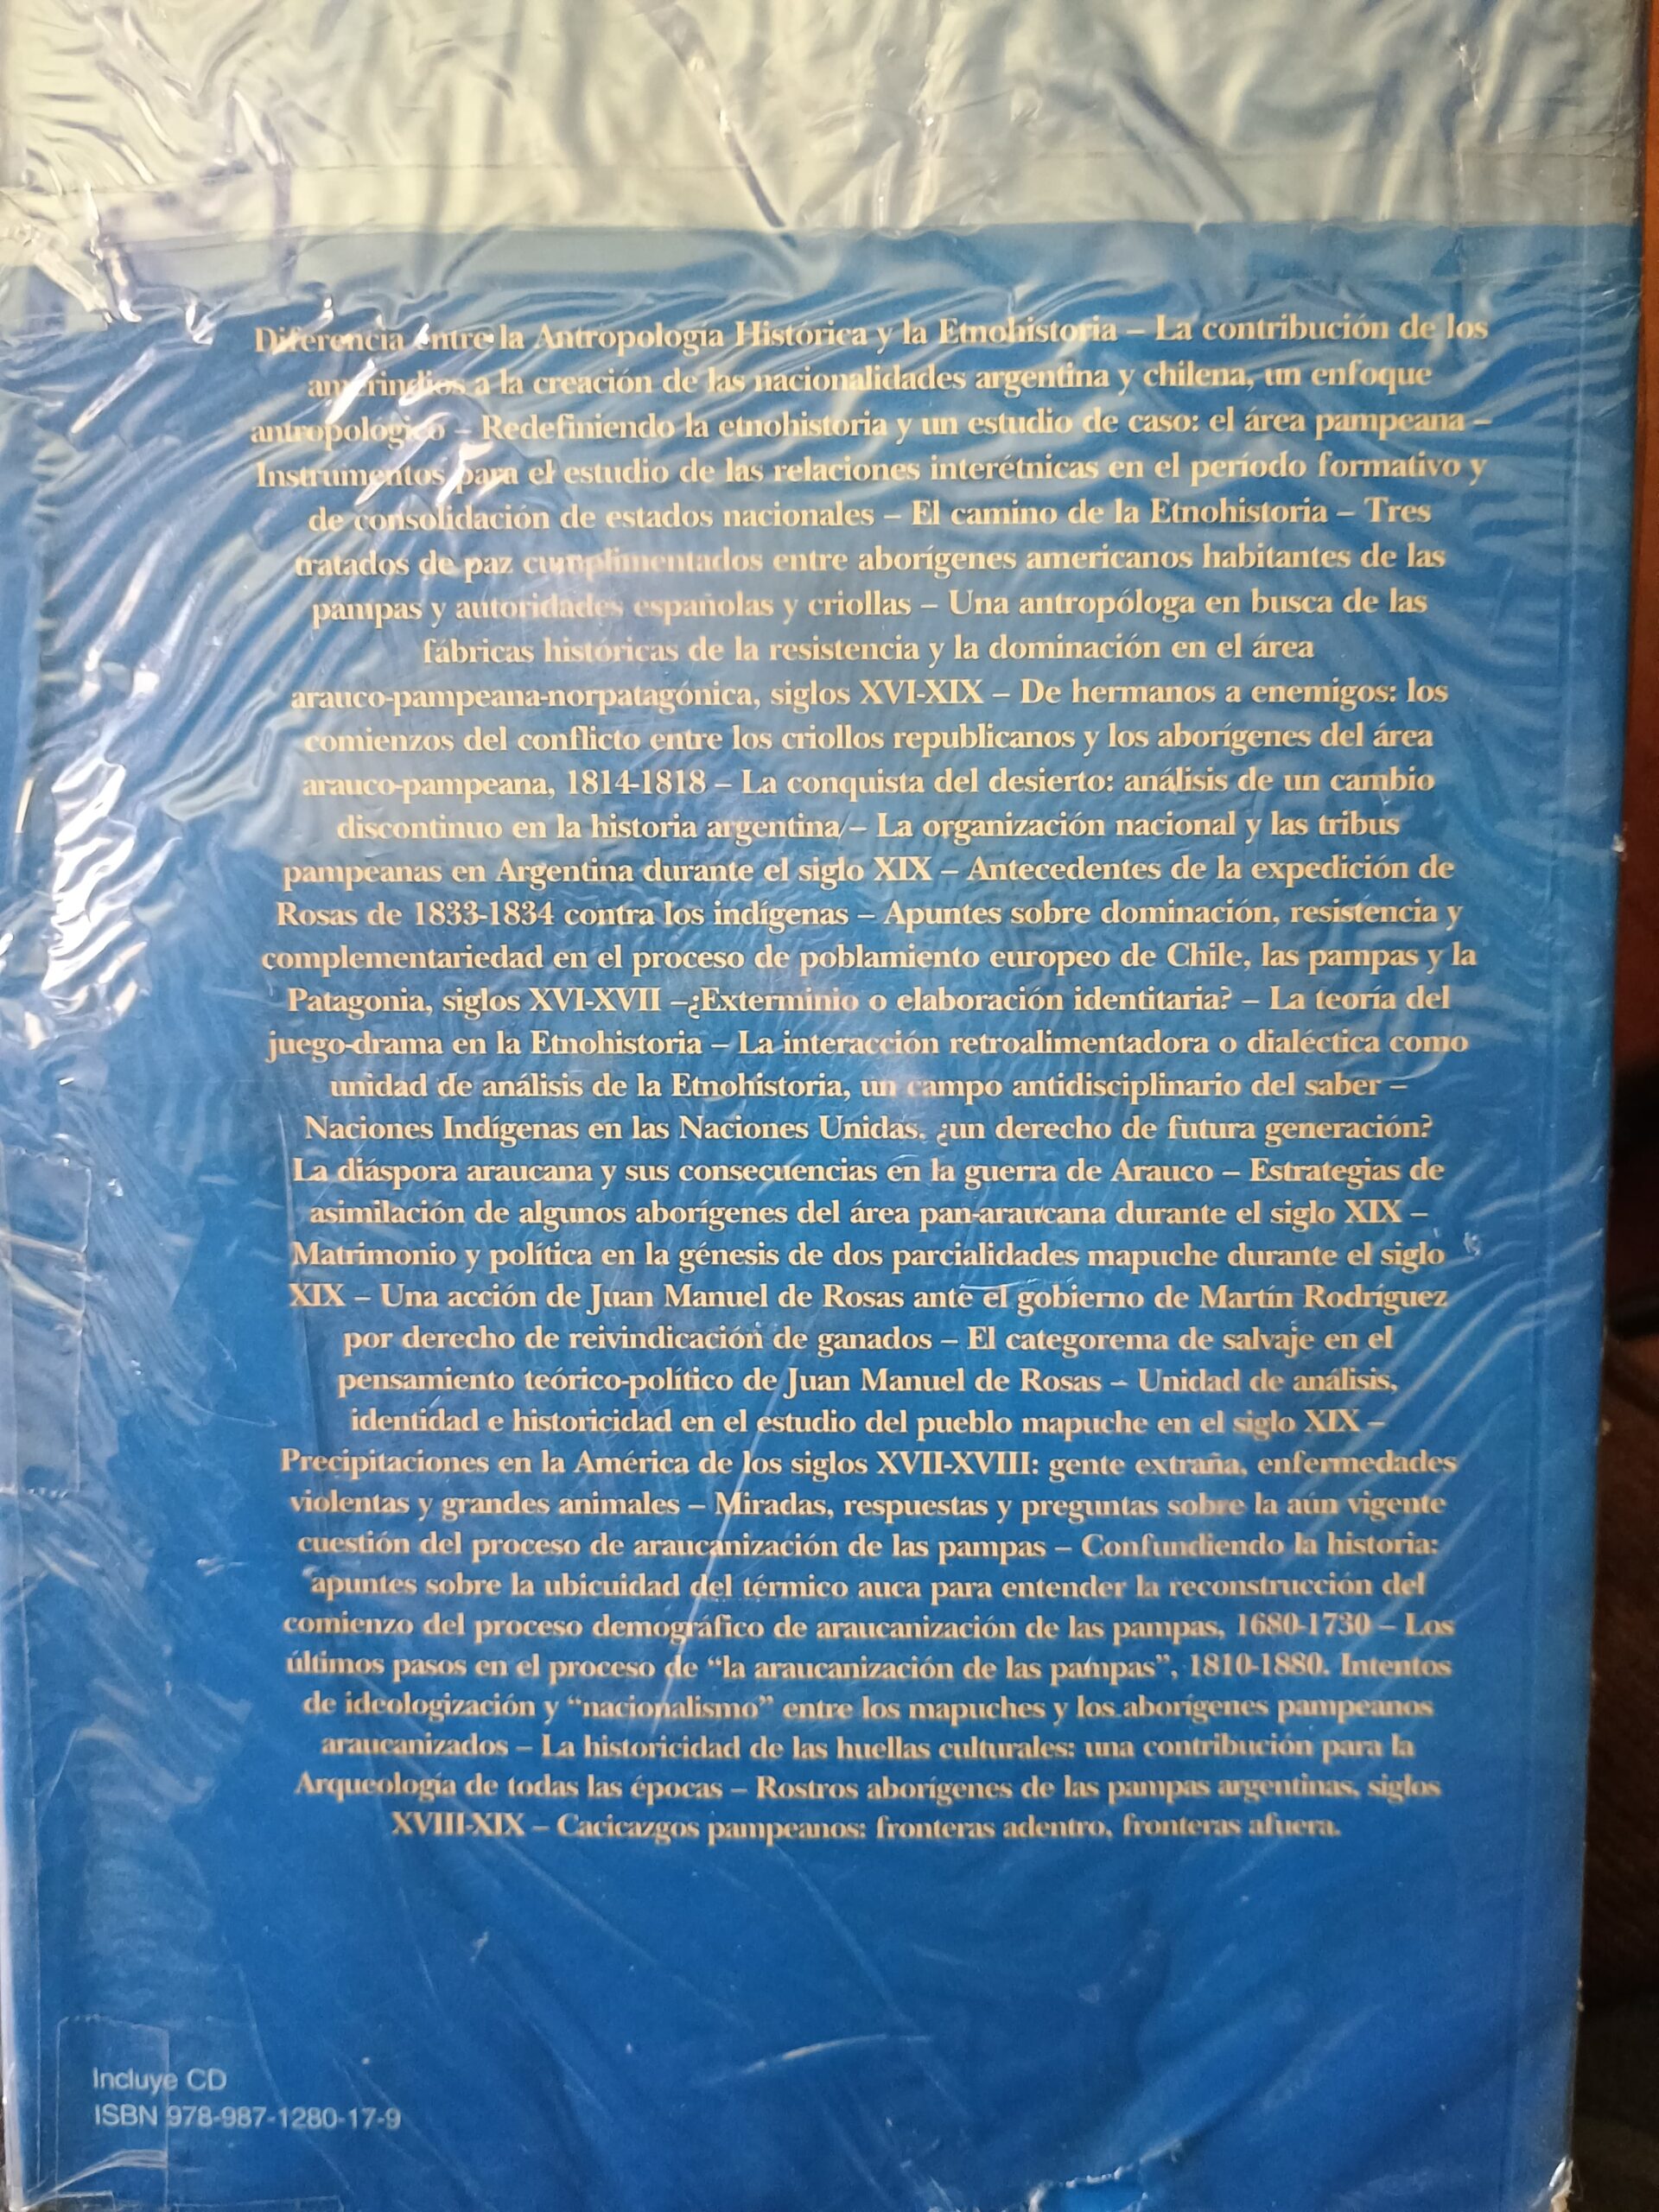 Diferencia entre la Antropología Histórica y la Etnohistoria – La contribución de los
amerindios a la creación de las nacionalidades argentina y chilena, un enfoque
antropológico – Redefiniendo la etnohistoria y un estudio de caso: el área pampeana –
Instrumentos para el estudio de las relaciones interétnicas en el período formativo y
de consolidación de estados nacionales – El camino de la Etnohistoria – Tres
tratados de paz cumplimentados entre aborígenes americanos habitantes de las
pampas y autoridades españolas y criollas – Una antropóloga en busca de las
fábricas históricas de la resistencia y la dominación en el área
arauco-pampeana-norpatagónica, siglos XVI-XIX – De hermanos a enemigos: los
comienzos del conflicto entre los criollos republicanos y los aborígenes del área
arauco-pampeana, 1814-1818 – La conquista del desierto: análisis de un cambio
discontinuo en la historia argentina – La organización nacional y las tribus
pampeanas en Argentina durante el siglo XIX – Antecedentes de la expedición de
Rosas de 1833-1834 contra los indígenas – Apuntes sobre dominación, resistencia y
complementariedad en el proceso de poblamiento europeo de Chile, las pampas y la
Patagonia, siglos XVI-XVII –¿Exterminio o elaboración identitaria? – La teoría del
juego-drama en la Etnohistoria – La interacción retroalimentadora o dialéctica como
unidad de análisis de la Etnohistoria, un campo antidisciplinario del saber –
Naciones Indígenas en las Naciones Unidas, ¿un derecho de futura generación?
La diáspora araucana y sus consecuencias en la guerra de Arauco – Estrategias de
asimilación de algunos aborígenes del área pan-araucana durante el siglo XIX –
Matrimonio y política en la génesis de dos parcialidades mapuche durante el siglo
XIX – Una acción de Juan Manuel de Rosas ante el gobierno de Martín Rodríguez
por derecho de reivindicación de ganados – El categorema de salvaje en el
pensamiento teórico-político de Juan Manuel de Rosas – Unidad de análisis,
identidad e historicidad en el estudio del pueblo mapuche en el siglo XIX –
Precipitaciones en la América de los siglos XVII-XVIII: gente extraña, enfermedades
violentas y grandes animales – Miradas, respuestas y preguntas sobre la aún vigente
cuestión del proceso de araucanización de las pampas – Confundiendo la historia:
apuntes sobre la ubicuidad del térmico auca para entender la reconstrucción del
comienzo del proceso demográfico de araucanización de las pampas, 1680-1730 – Los
últimos pasos en el proceso de “la araucanización de las pampas”, 1810-1880. Intentos
de ideologización y “nacionalismo” entre los mapuches y los aborígenes pampeanos
araucanizados – La historicidad de las huellas culturales: una contribución para la
Arqueología de todas las épocas – Rostros aborígenes de las pampas argentinas, siglos
XVIII-XIX – Cacicazgos pampeanos: fronteras adentro, fronteras afuera.
Incluye CD
ISBN 978-987-1280-17-9